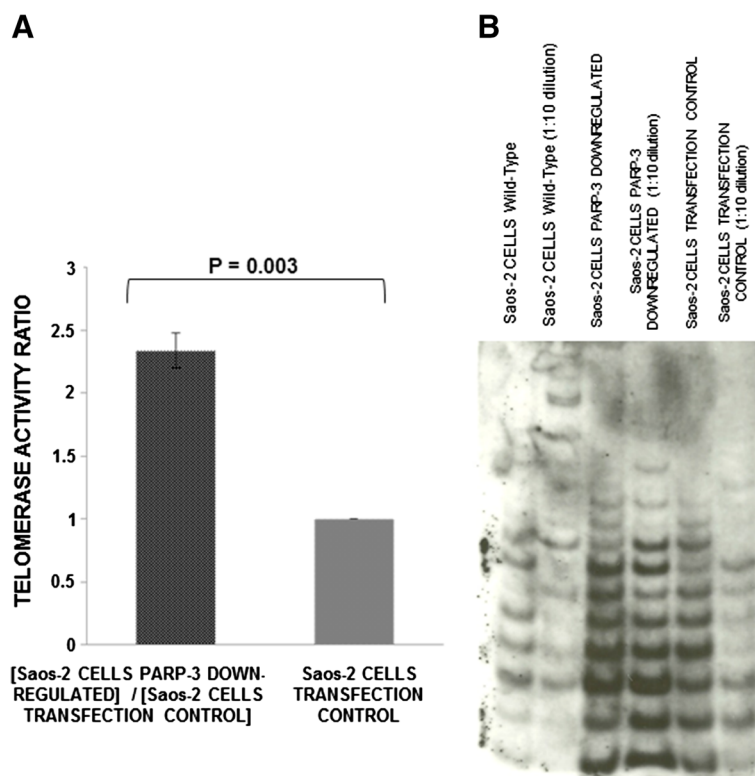 A
P = 0.003
TELOMERASE ACTIVITY RATIO
3
2.5
2
1.5
1
0.5
0
[Saos-2 CELLS PARP-3 DOWN-
REGULATED] / [Saos-2 CELLS
TRANSFECTION CONTROL]
Saos-2 CELLS
TRANSFECTION
CONTROL
B
Saos-2 CELLS Wild-Type
Saos-2 CELLS Wild-Type (1:10 dilution)
Saos-2 CELLS PARP-3 DOWNREGULATED
Saos-2 CELLS PARP-3
DOWNREGULATED (1:10 dilution)
Saos-2 CELLS TRANSFECTION CONTROL
Saos-2 CELLS TRANSFECTION
CONTROL (1:10 dilution)